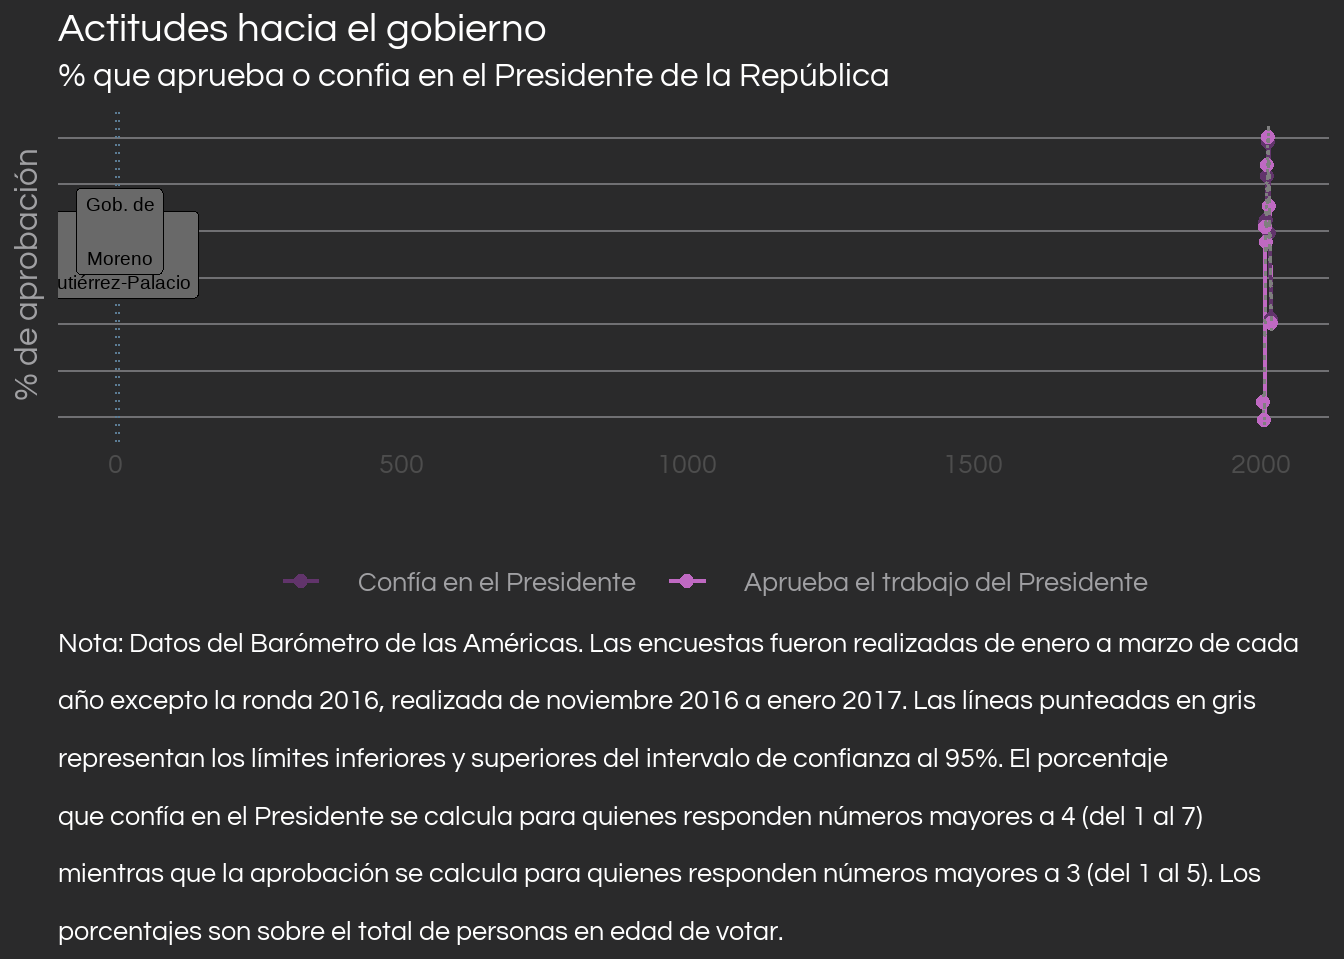 Actitudes hacia el gobierno
% que aprueba o confia en el Presidente de la República
% de aprobación
Gob. de
Moreno
utiérrez-Palacio
0 500 1000 1500 2000
Confía en el Presidente Aprueba el trabajo del Presidente
Nota: Datos del Barómetro de las Américas. Las encuestas fueron realizadas de enero a marzo de cada
año excepto la ronda 2016, realizada de noviembre 2016 a enero 2017. Las líneas punteadas en gris
representan los límites inferiores y superiores del intervalo de confianza al 95%. El porcentaje
que confía en el Presidente se calcula para quienes responden números mayores a 4 (del 1 al 7)
mientras que la aprobación se calcula para quienes responden números mayores a 3 (del 1 al 5). Los
porcentajes son sobre el total de personas en edad de votar.